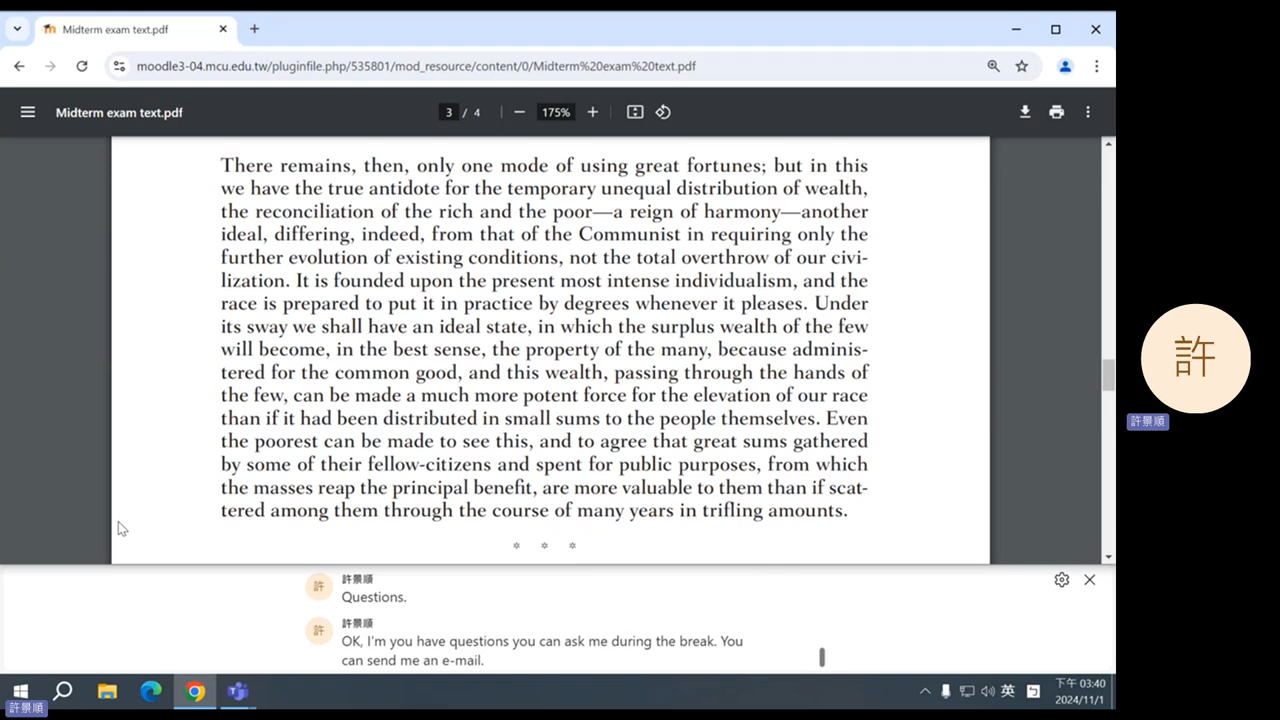 Midterm exam text.pdf
moodle3-04.mcu.edu.tw/pluginfile.php/535801/mod_resource/content/0/Midterm%20exam%20text.pdf
Midterm exam text.pdf
3 / 4
175%
There remains, then, only one mode of using great fortunes; but in this
we have the true antidote for the temporary unequal distribution of wealth,
the reconciliation of the rich and the poor—a reign of harmony—another
ideal, differing, indeed, from that of the Communist in requiring only the
further evolution of existing conditions, not the total overthrow of our civi-
lization. It is founded upon the present most intense individualism, and the
race is prepared to put it in practice by degrees whenever it pleases. Under
its sway we shall have an ideal state, in which the surplus wealth of the few
will become, in the best sense, the property of the many, because adminis-
tered for the common good, and this wealth, passing through the hands of
the few, can be made a much more potent force for the elevation of our race
than if it had been distributed in small sums to the people themselves. Even
the poorest can be made to see this, and to agree that great sums gathered
by some of their fellow-citizens and spent for public purposes, from which
the masses reap the principal benefit, are more valuable to them than if scat-
tered among them through the course of many years in trifling amounts.
* * *
許
許景順
許
許景順
Questions.
許
許景順
OK, I'm you have questions you can ask me during the break. You
can send me an e-mail.
英
ㄅ
下午 03:40
2024/11/1
許景順